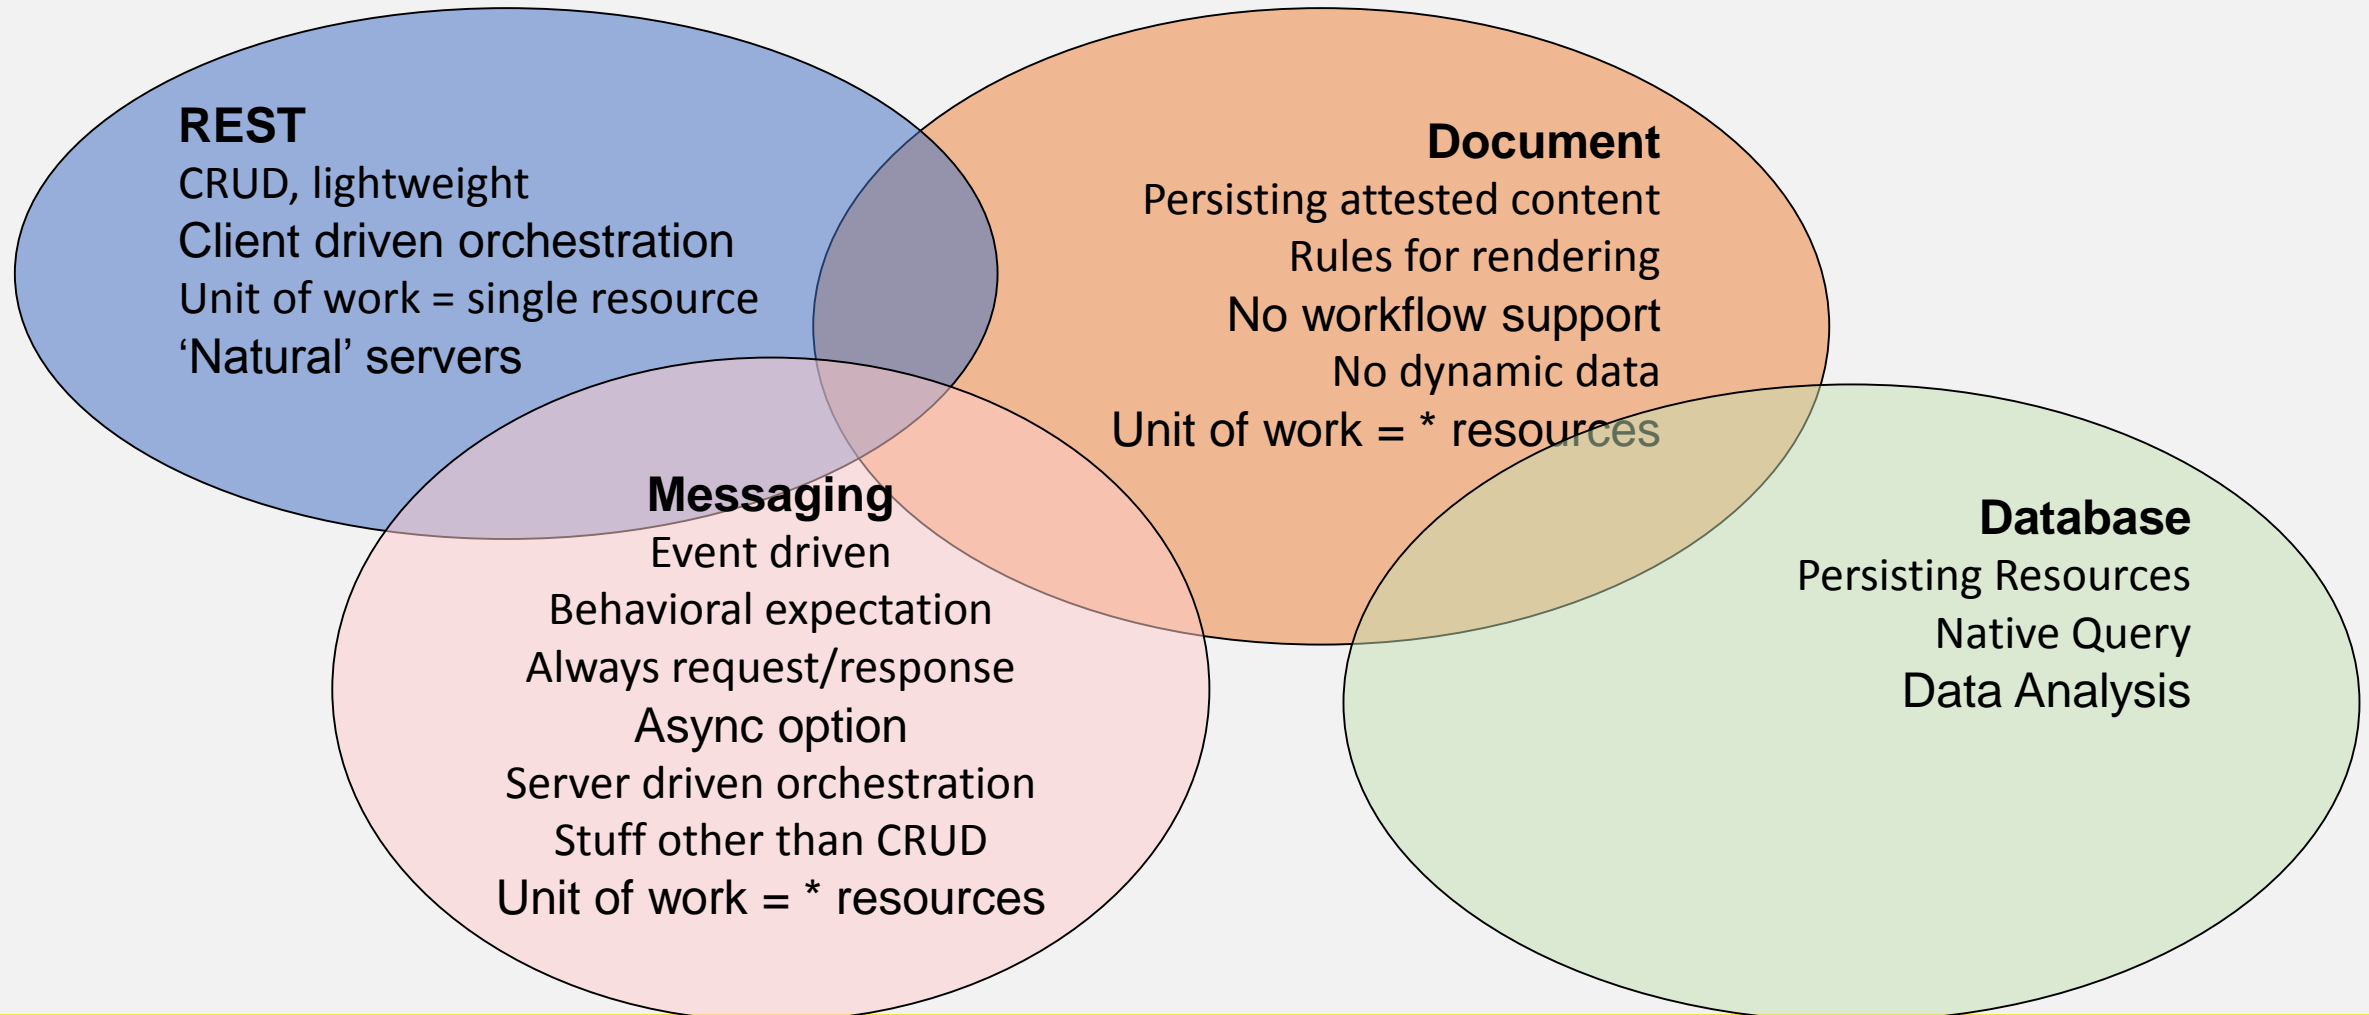 REST
CRUD, lightweight
Client driven orchestration
Unit of work = single resource
‘Natural’ servers
Document
Persisting attested content
Rules for rendering
No workflow support
No dynamic data
Unit of work = * resources
Messaging
Event driven
Behavioral expectation
Always request/response
Async option
Server driven orchestration
Stuff other than CRUD
Unit of work = * resources
Database
Persisting Resources
Native Query
Data Analysis